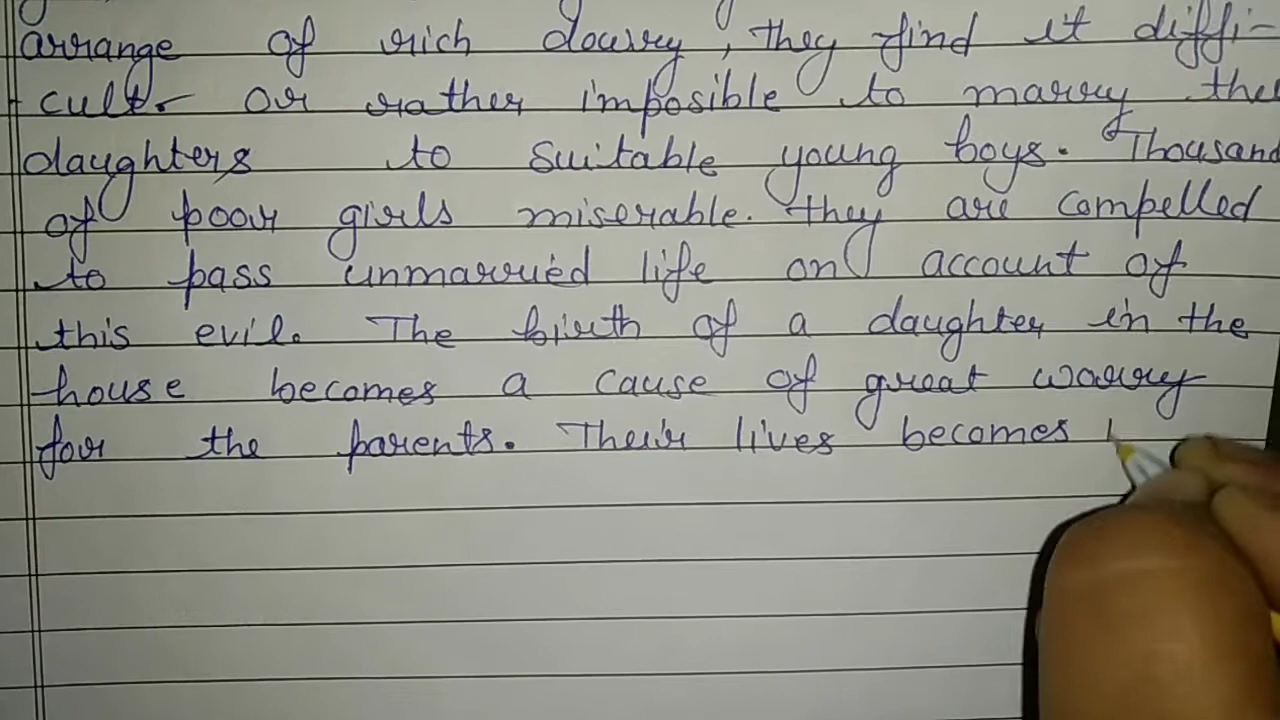 arrange of rich dowry, they find it diffi-
cult or rather imposible to marry the
daughters to suitable young boys. Thousand
of poor girls miserable. they are compelled
to pass unmarried life on account of
this evil. The birth of a daughter in the
house becomes a cause of great worry
for the parents. Their lives becomes